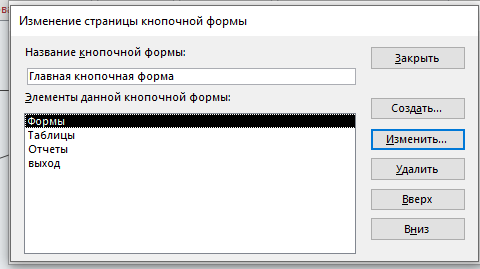 Изменение страницы кнопочной формы
Название кнопочной формы:
Закрыть
Главная кнопочная форма
Элементы данной кнопочной формы:
Создать...
Формы
Таблицы
Изменить...
Отчеты
выход
Удалить
Вверх
Вниз